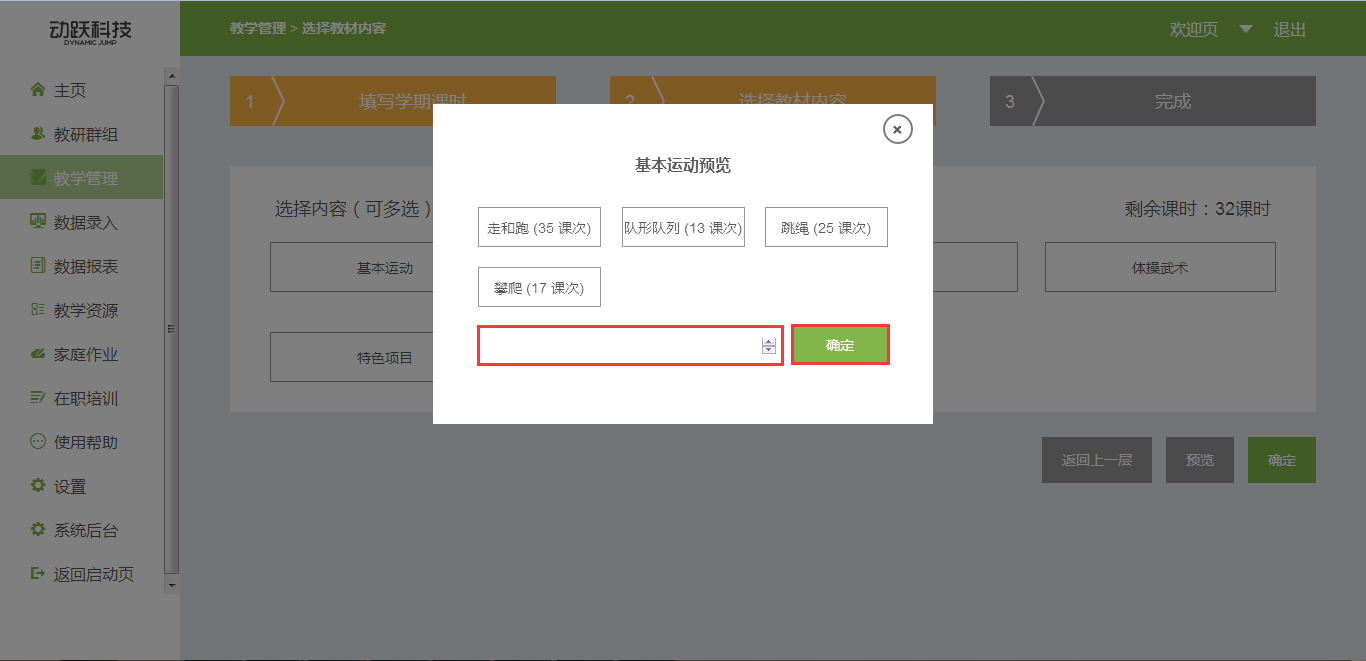 动跃科技
DYNAMIC JUMP
教学管理 > 选择教材内容
欢迎页
退出
主页
教研群组
教学管理
数据录入
数据报表
教学资源
家庭作业
在职培训
使用帮助
设置
系统后台
返回启动页
1 填写学期课时
2 选择教材内容
3 完成
选择内容（可多选）
剩余课时：32课时
基本运动
体操武术
特色项目
基本运动预览
走和跑 (35 课次)
队形队列 (13 课次)
跳绳 (25 课次)
攀爬 (17 课次)
确定
返回上一层
预览
确定